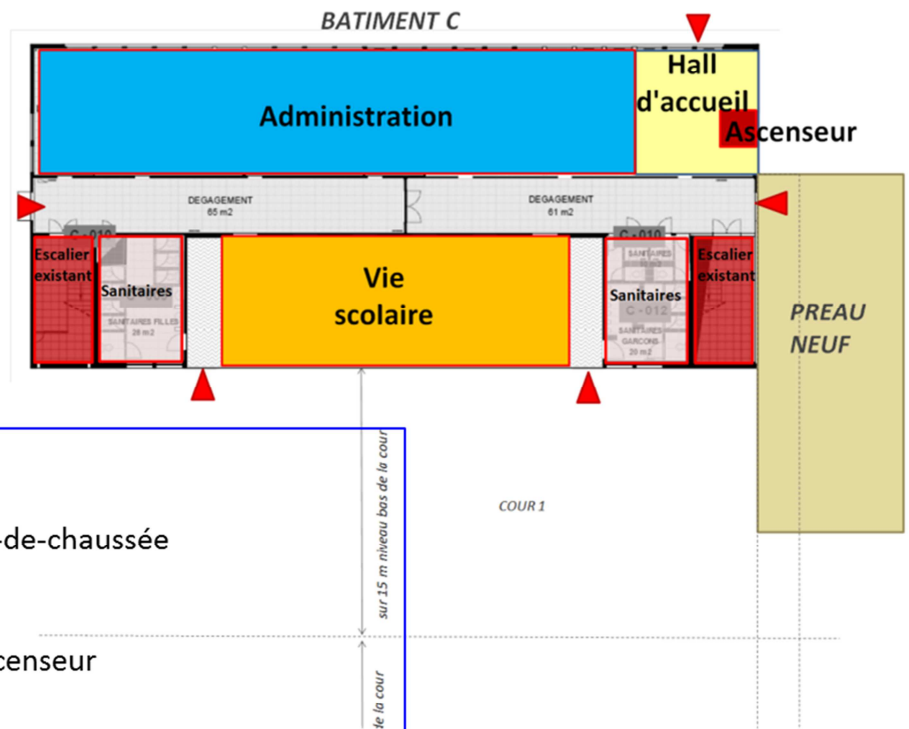 BATIMENT C
Hall
d'accueil
Administration
Ascenseur
DEGAGEMENT
65 m2
DEGAGEMENT
61 m2
C - 010
C - 010
Escalier
existant
Sanitaires
SANITAIRES FILLES
28 m2
Vie
scolaire
SANITAIRES
Sanitaires
C - 012
SANITAIRES
GARCONS
20 m2
Escalier
existant
PREAU
NEUF
sur 15 m niveau bas de la cour
COUR 1
-de-chaussée
censeur
de la cour